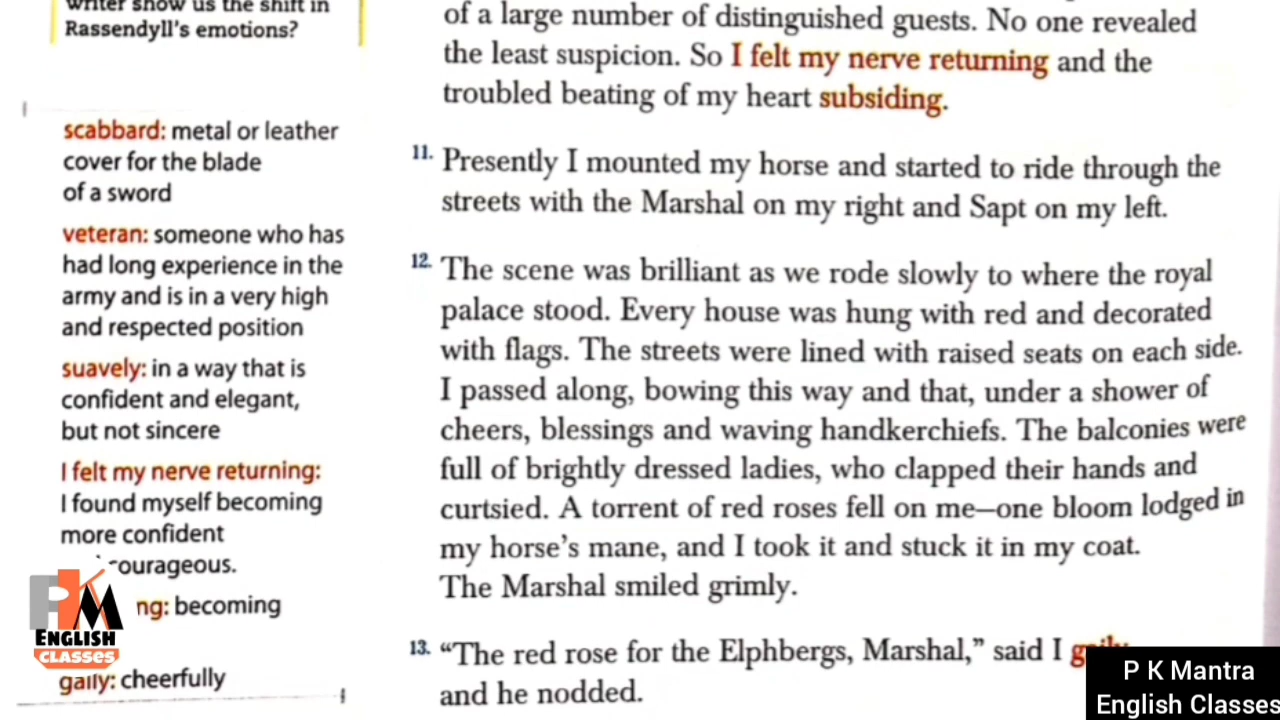 writer show us the shift in
Rassendyll's emotions?
scabbard: metal or leather
cover for the blade
of a sword
veteran: someone who has
had long experience in the
army and is in a very high
and respected position
suavely: in a way that is
confident and elegant,
but not sincere
I felt my nerve returning:
I found myself becoming
more confident
ourageous.
ng: becoming
gaily: cheerfully
of a large number of distinguished guests. No one revealed
the least suspicion. So I felt my nerve returning and the
troubled beating of my heart subsiding.
11. Presently I mounted my horse and started to ride through the
streets with the Marshal on my right and Sapt on my left.
12. The scene was brilliant as we rode slowly to where the royal
palace stood. Every house was hung with red and decorated
with flags. The streets were lined with raised seats on each side.
I passed along, bowing this way and that, under a shower of
cheers, blessings and waving handkerchiefs. The balconies were
full of brightly dressed ladies, who clapped their hands and
curtsied. A torrent of red roses fell on me—one bloom lodged in
my horse's mane, and I took it and stuck it in my coat.
The Marshal smiled grimly.
13. "The red rose for the Elphbergs, Marshal," said I gaily
and he nodded.
PKM
ENGLISH
CLASSES
P K Mantra
English Classes